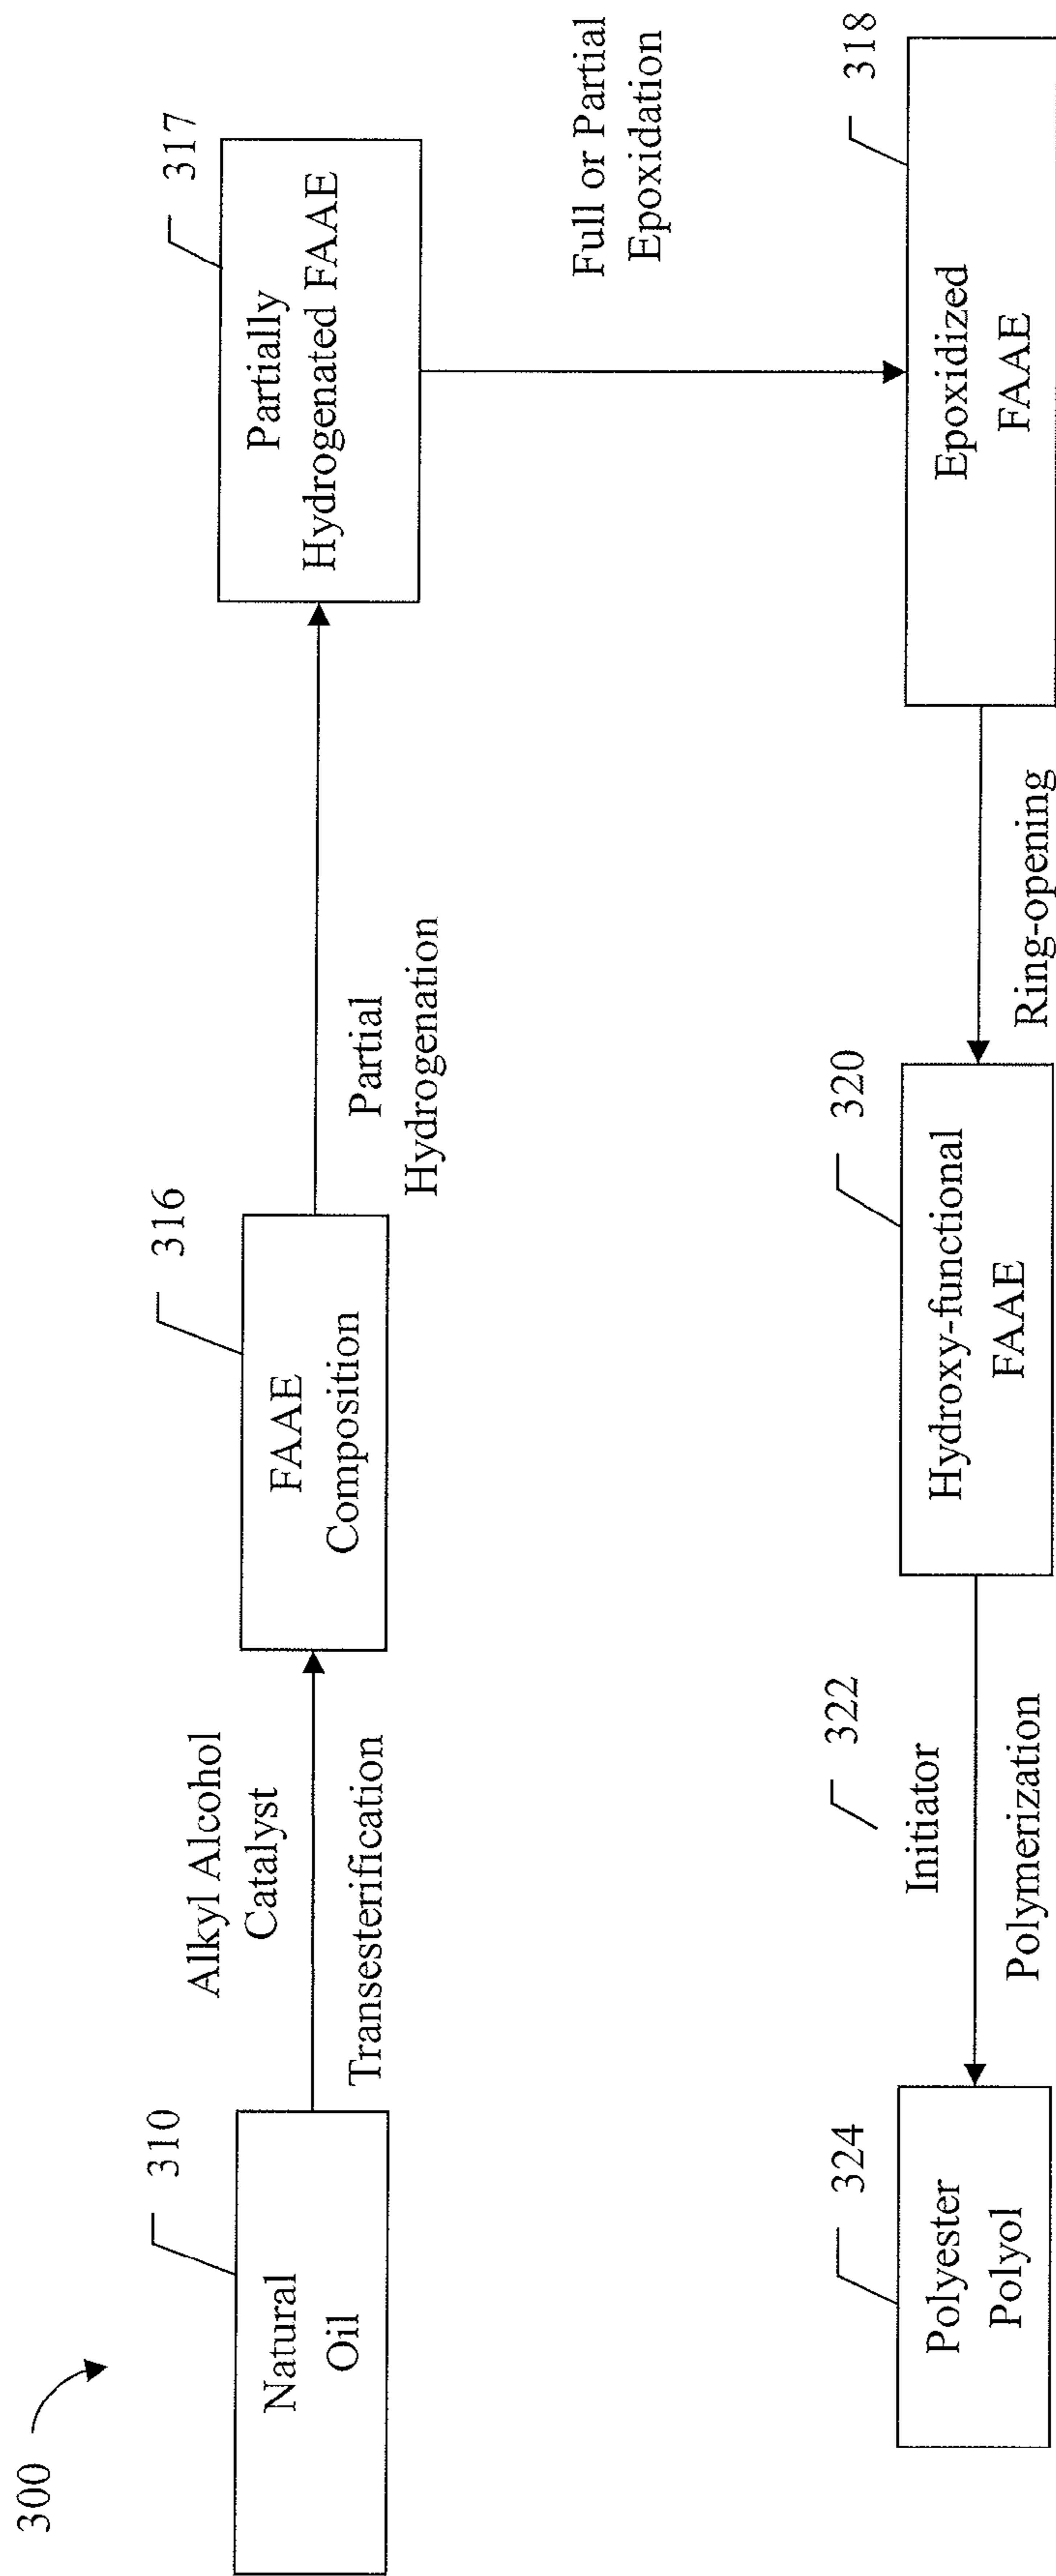 300
310
Natural
Oil
Alkyl Alcohol
Catalyst
Transesterification
316
FAAE
Composition
Partial
Hydrogenation
317
Partially
Hydrogenated FAAE
Full or Partial
Epoxidation
318
Epoxidized
FAAE
Ring-opening
320
Hydroxy-functional
FAAE
322
Initiator
Polymerization
324
Polyester
Polyol